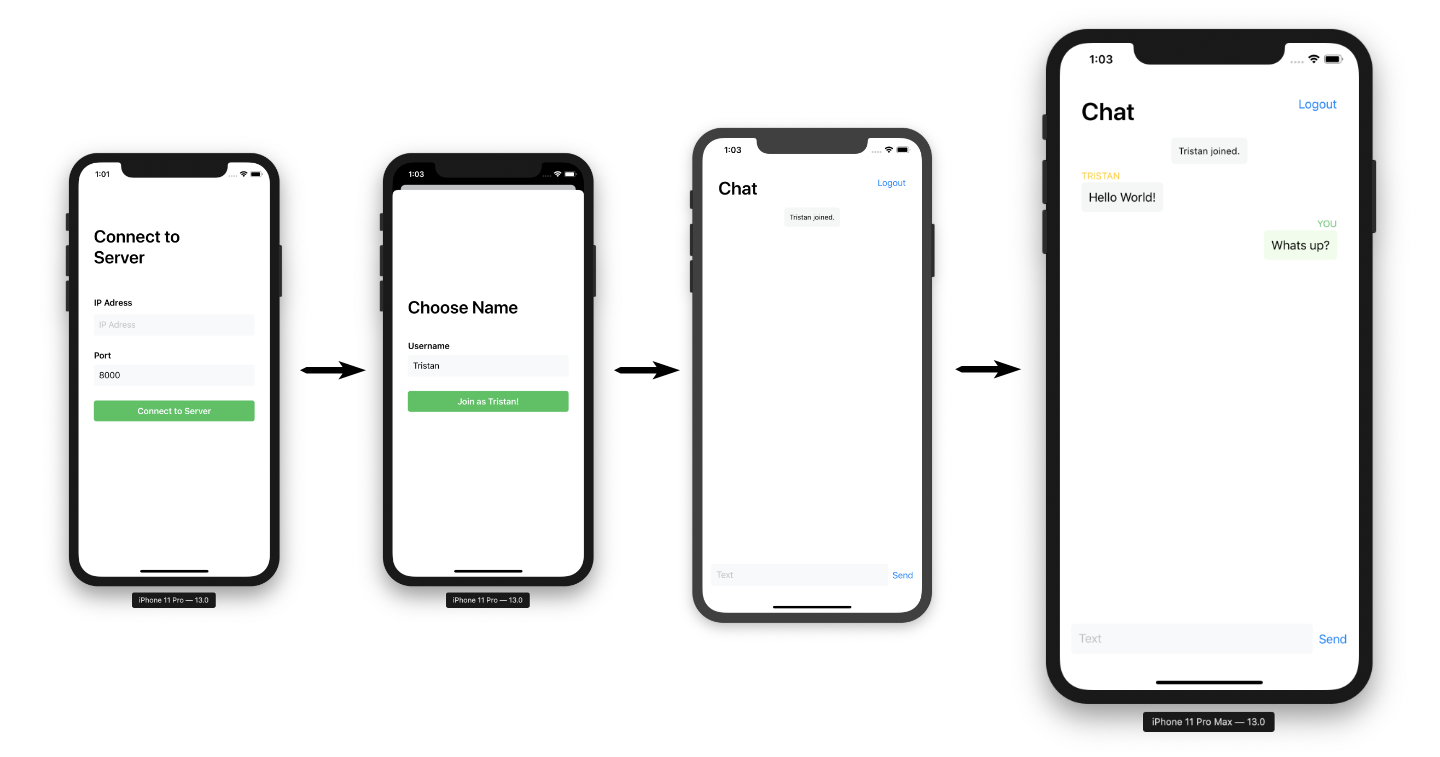 1:01
Connect to
Server
IP Adress
IP Adress
Port
8000
Connect to Server
iPhone 11 Pro — 13.0
1:03
Choose Name
Username
Tristan
Join as Tristan!
iPhone 11 Pro — 13.0
1:03
Chat
Logout
Tristan joined.
Text
Send
1:03
Chat
Logout
Tristan joined.
TRISTAN
Hello World!
YOU
Whats up?
Text
Send
iPhone 11 Pro Max — 13.0